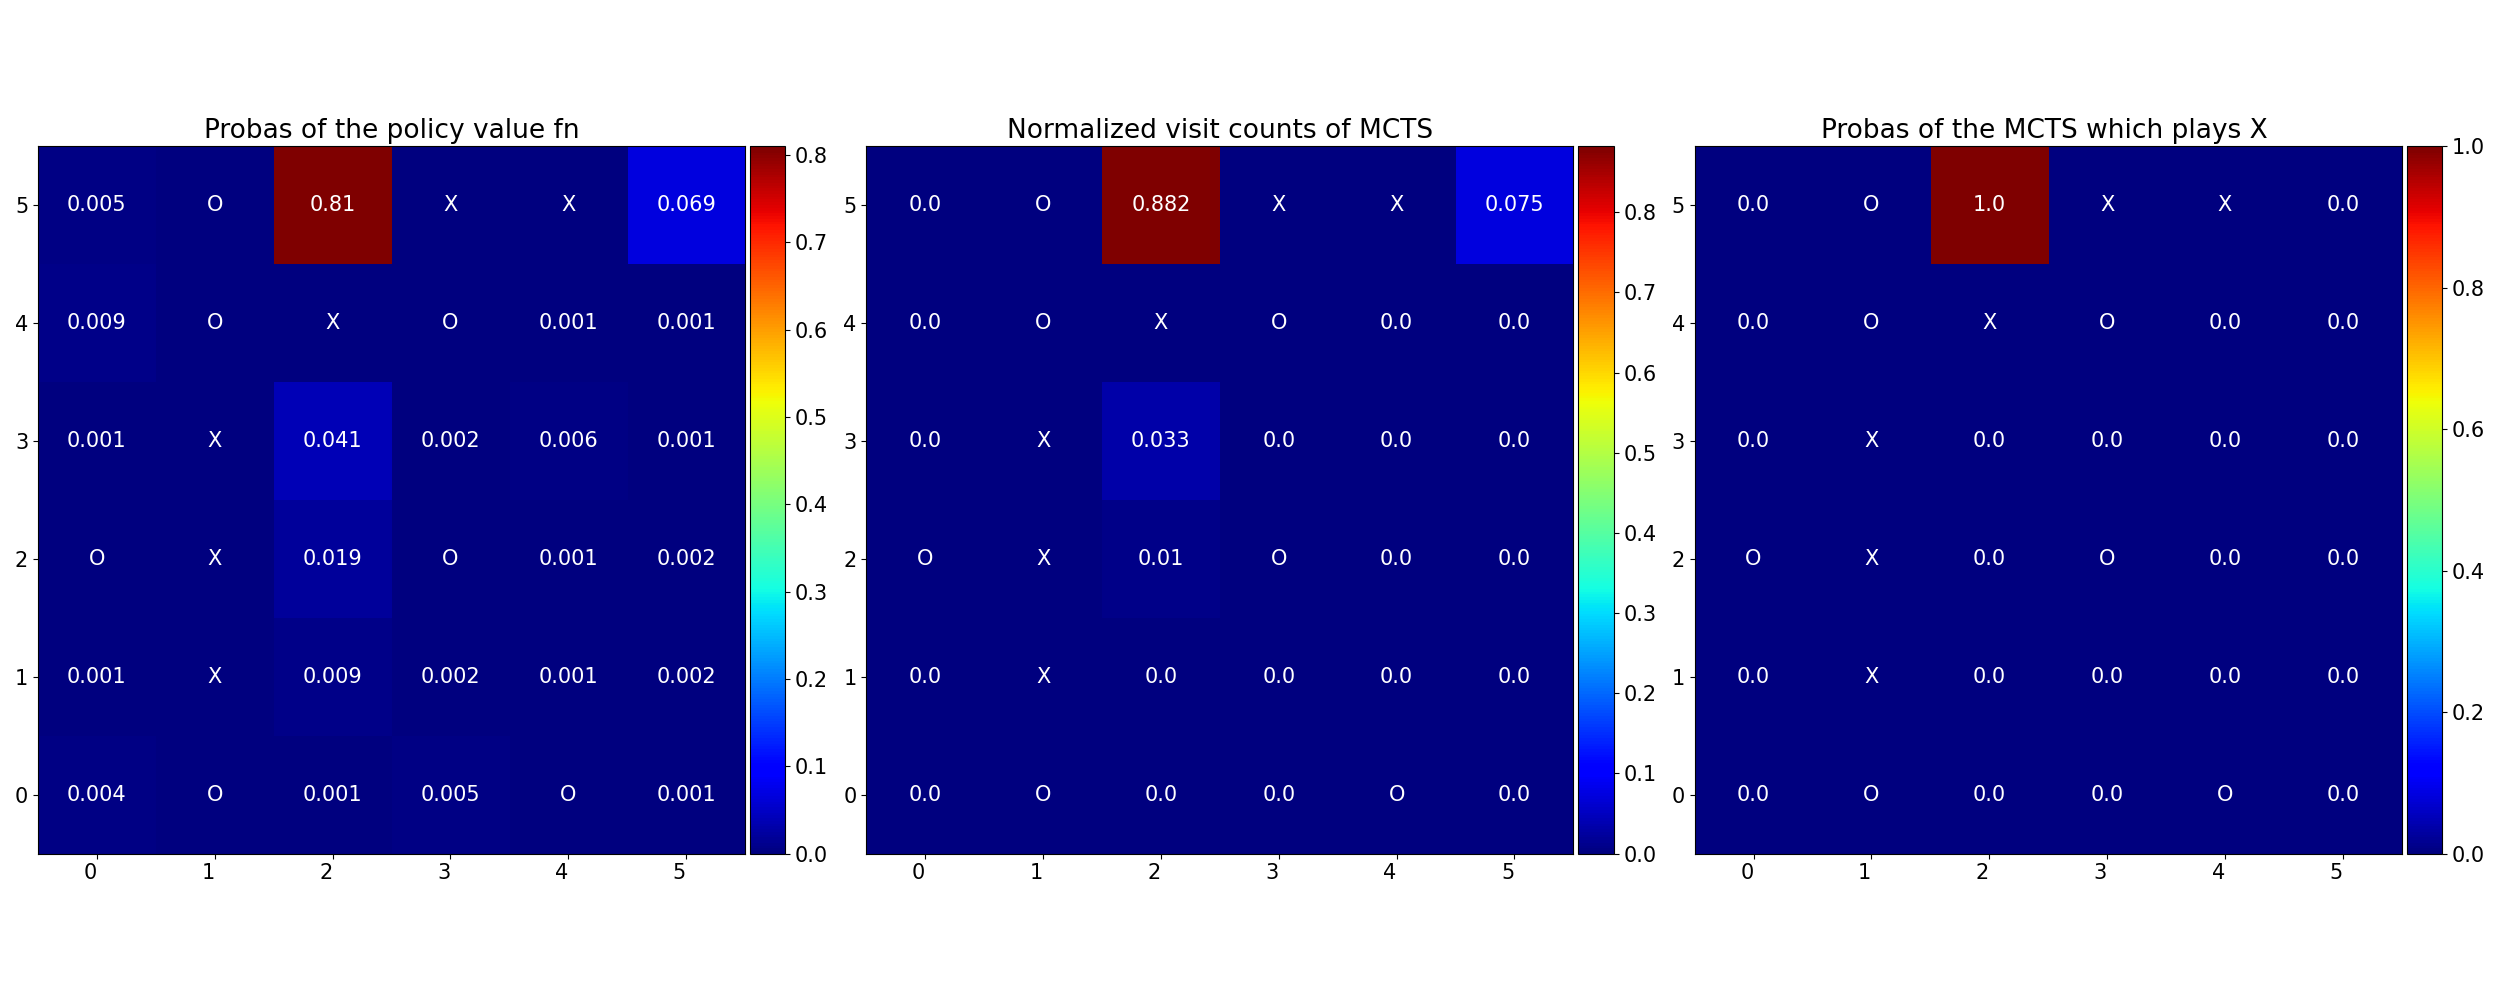 Probas of the policy value fn
5 0.005 O 0.81 X X 0.069
4 0.009 O X O 0.001 0.001
3 0.001 X 0.041 0.002 0.006 0.001
2 O X 0.019 O 0.001 0.002
1 0.001 X 0.009 0.002 0.001 0.002
0 0.004 O 0.001 0.005 O 0.001
0 1 2 3 4 5
0.8
0.7
0.6
0.5
0.4
0.3
0.2
0.1
0.0
Normalized visit counts of MCTS
5 0.0 O 0.882 X X 0.075
4 0.0 O X O 0.0 0.0
3 0.0 X 0.033 0.0 0.0 0.0
2 O X 0.01 O 0.0 0.0
1 0.0 X 0.0 0.0 0.0 0.0
0 0.0 O 0.0 0.0 O 0.0
0 1 2 3 4 5
0.8
0.7
0.6
0.5
0.4
0.3
0.2
0.1
0.0
Probas of the MCTS which plays X
5 0.0 O 1.0 X X 0.0
4 0.0 O X O 0.0 0.0
3 0.0 X 0.0 0.0 0.0 0.0
2 O X 0.0 O 0.0 0.0
1 0.0 X 0.0 0.0 0.0 0.0
0 0.0 O 0.0 0.0 O 0.0
0 1 2 3 4 5
1.0
0.8
0.6
0.4
0.2
0.0